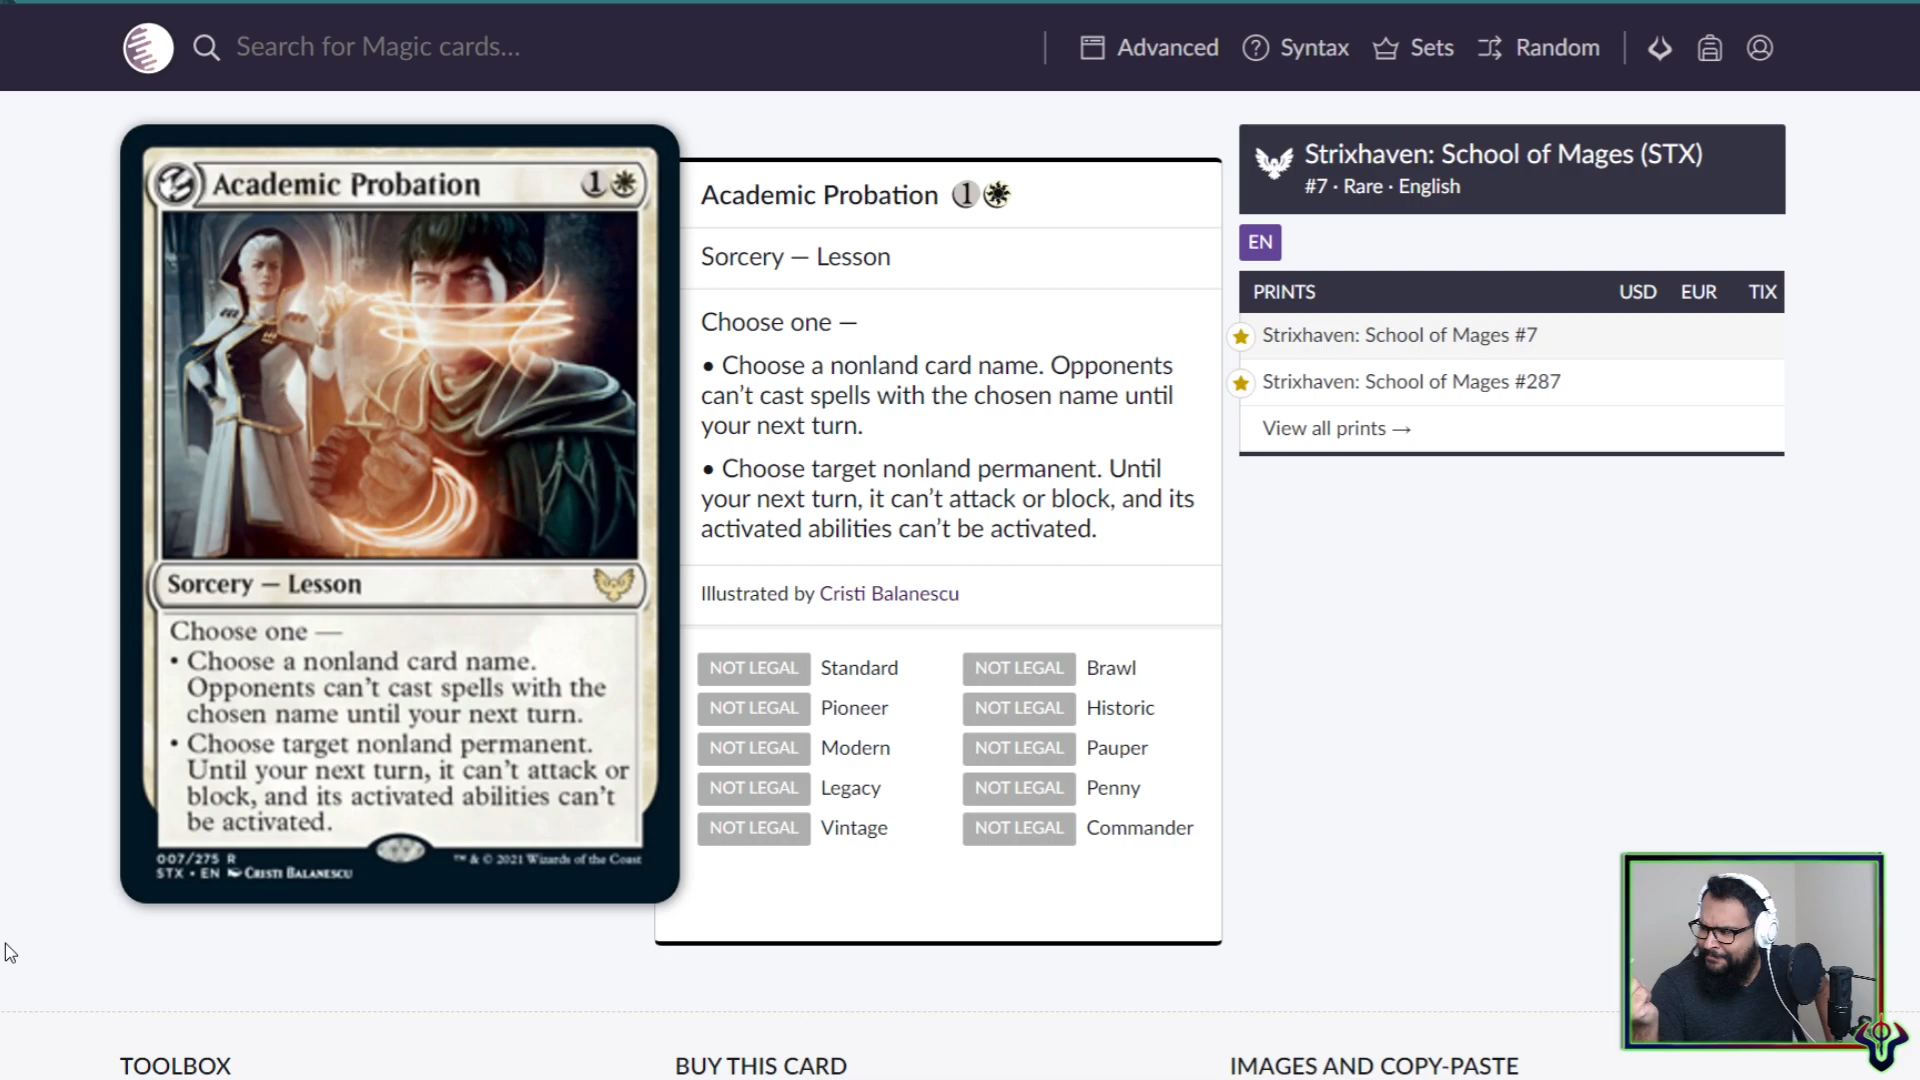 Search for Magic cards...
Advanced
Syntax
Sets
Random
Academic Probation 1
Sorcery — Lesson
Choose one —
• Choose a nonland card name.
Opponents can't cast spells with the
chosen name until your next turn.
• Choose target nonland permanent.
Until your next turn, it can't attack or
block, and its activated abilities can't
be activated.
007/275 R
STX • EN CRISTI BALANESCU
™ & © 2021 Wizards of the Coast
Academic Probation 1
Sorcery — Lesson
Choose one —
• Choose a nonland card name. Opponents
can't cast spells with the chosen name until
your next turn.
• Choose target nonland permanent. Until
your next turn, it can't attack or block, and its
activated abilities can't be activated.
Illustrated by Cristi Balanescu
NOT LEGAL Standard NOT LEGAL Brawl
NOT LEGAL Pioneer NOT LEGAL Historic
NOT LEGAL Modern NOT LEGAL Pauper
NOT LEGAL Legacy NOT LEGAL Penny
NOT LEGAL Vintage NOT LEGAL Commander
Strixhaven: School of Mages (STX)
#7 · Rare · English
EN
PRINTS USD EUR TIX
Strixhaven: School of Mages #7
Strixhaven: School of Mages #287
View all prints →
TOOLBOX
BUY THIS CARD
IMAGES AND COPY-PASTE